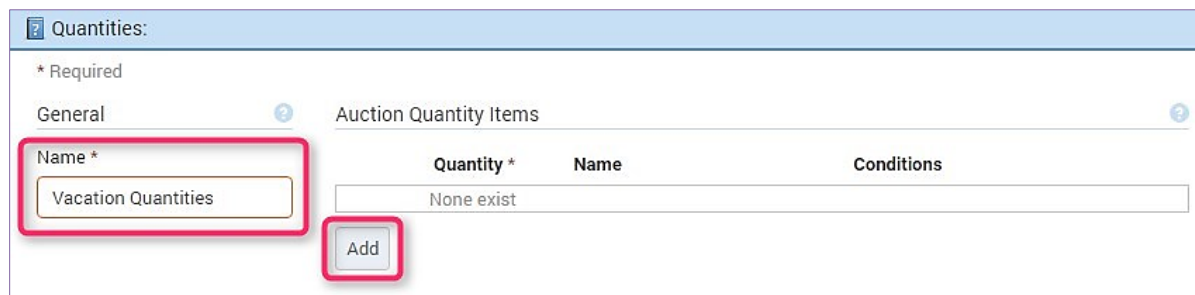 Quantities:
* Required
General
Auction Quantity Items
Name *
Quantity * Name Conditions
Vacation Quantities
None exist
Add